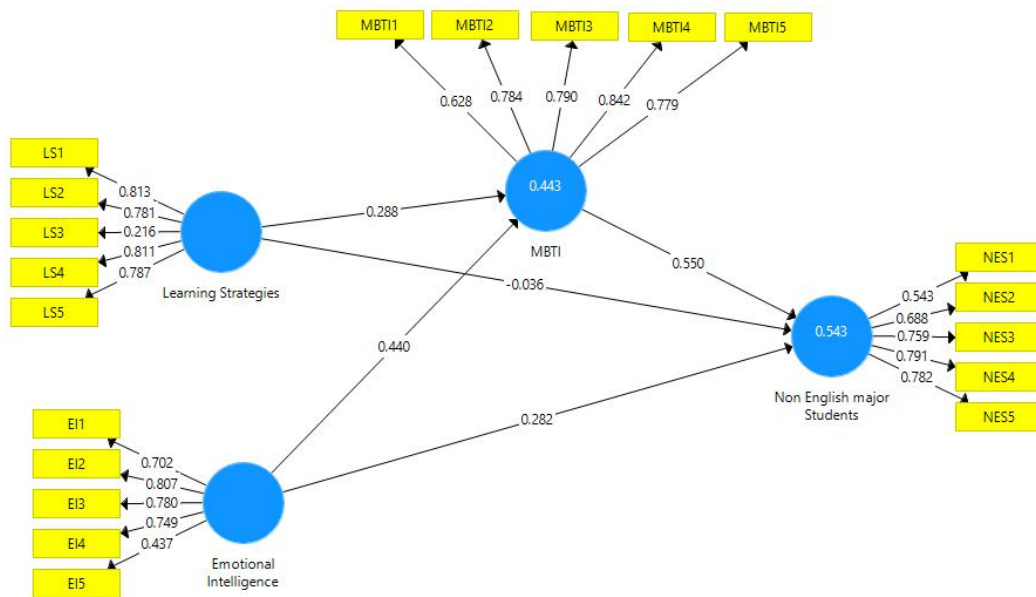 MBTI1 MBTI2 MBTI3 MBTI4 MBTI5
0.628 0.784 0.790 0.842 0.779
LS1
LS2
LS3
LS4
LS5
0.813
0.781
0.216
0.811
0.787
Learning Strategies
0.443
MBTI
0.288
-0.036
0.550
0.440
0.282
NES1
NES2
NES3
NES4
NES5
0.543
0.688
0.759
0.791
0.782
0.543
Non English major
Students
EI1
EI2
EI3
EI4
EI5
0.702
0.807
0.780
0.749
0.437
Emotional
Intelligence